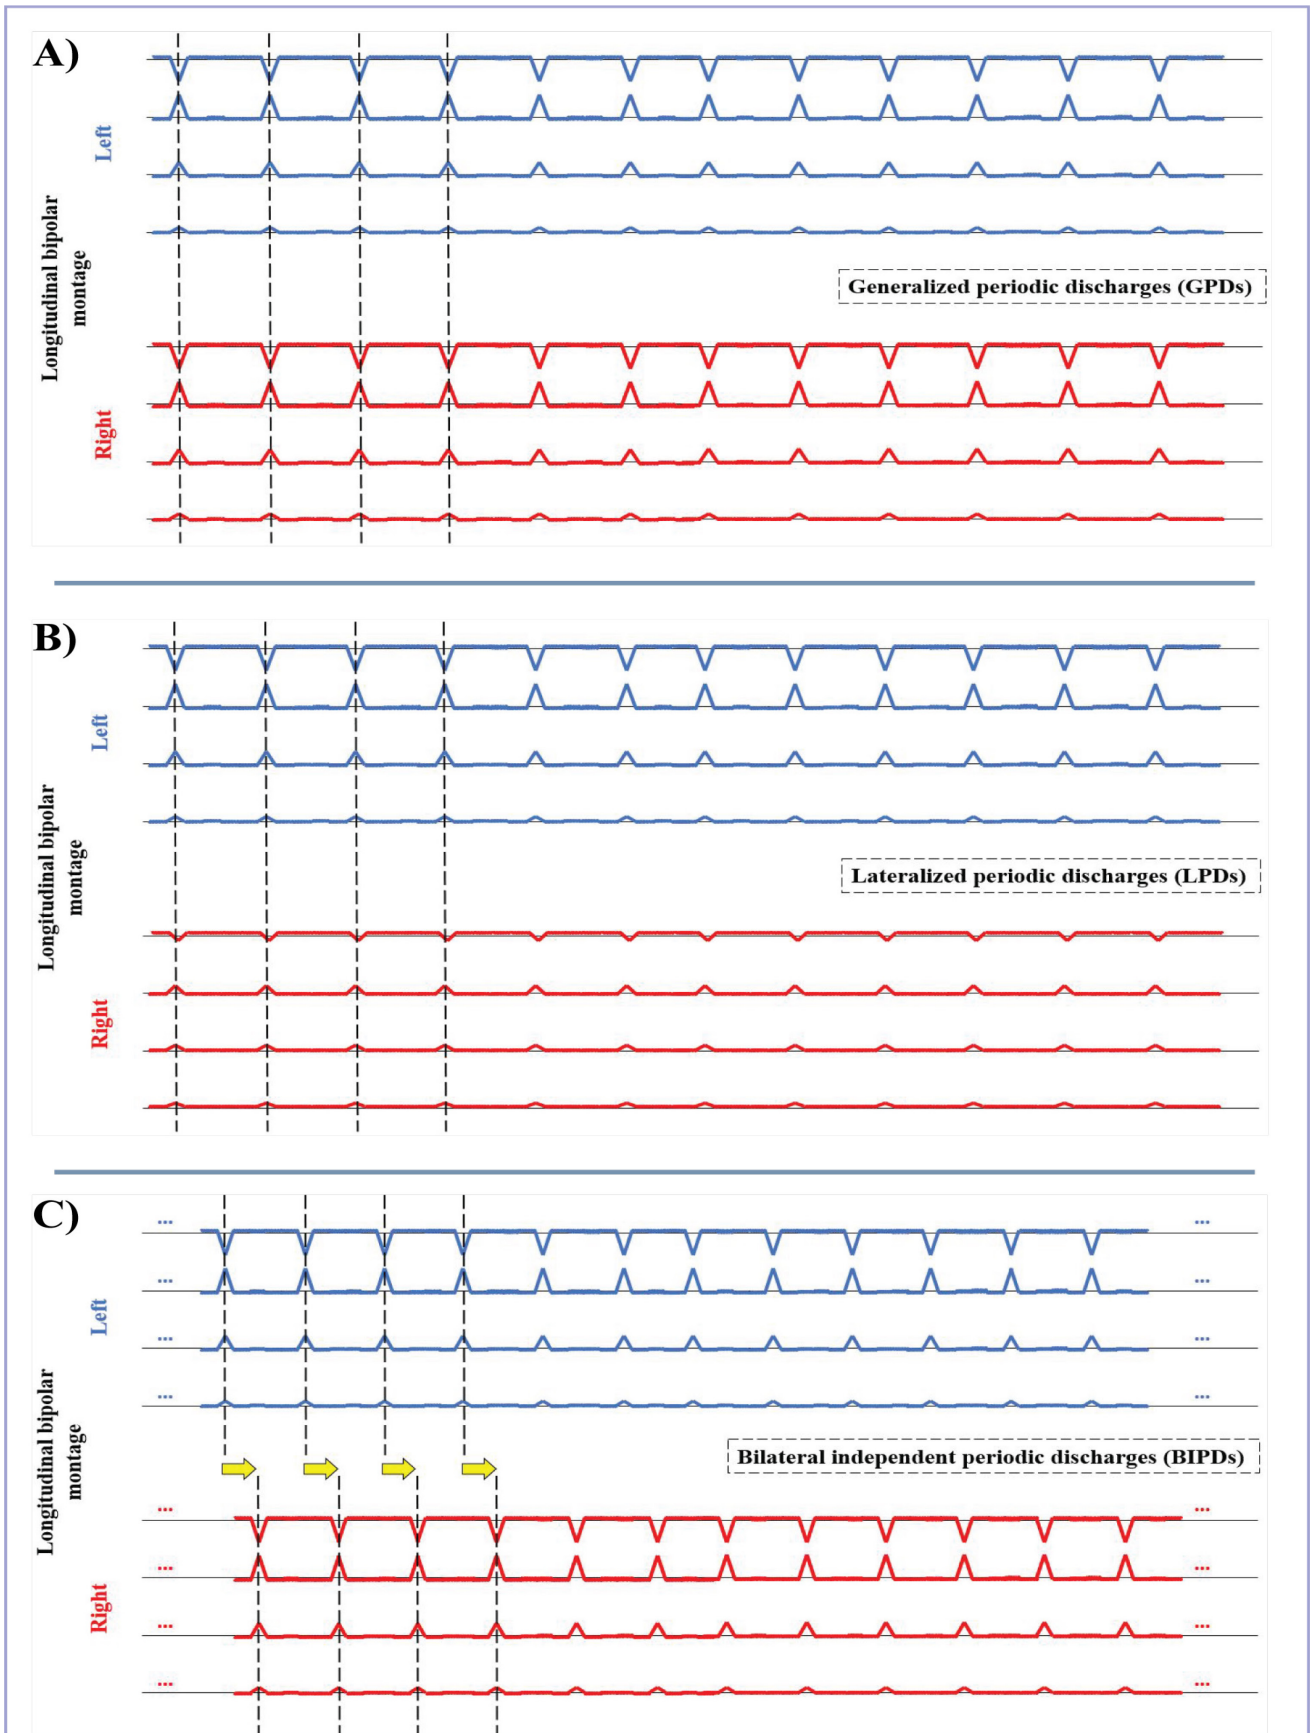 A)
Left
Longitudinal bipolar
montage
Generalized periodic discharges (GPDs)
Right
B)
Left
Longitudinal bipolar
montage
Lateralized periodic discharges (LPDs)
Right
C)
... ...
... ...
Left
... ...
... ...
Longitudinal bipolar
montage
Bilateral independent periodic discharges (BIPDs)
... ...
... ...
Right
... ...
... ...